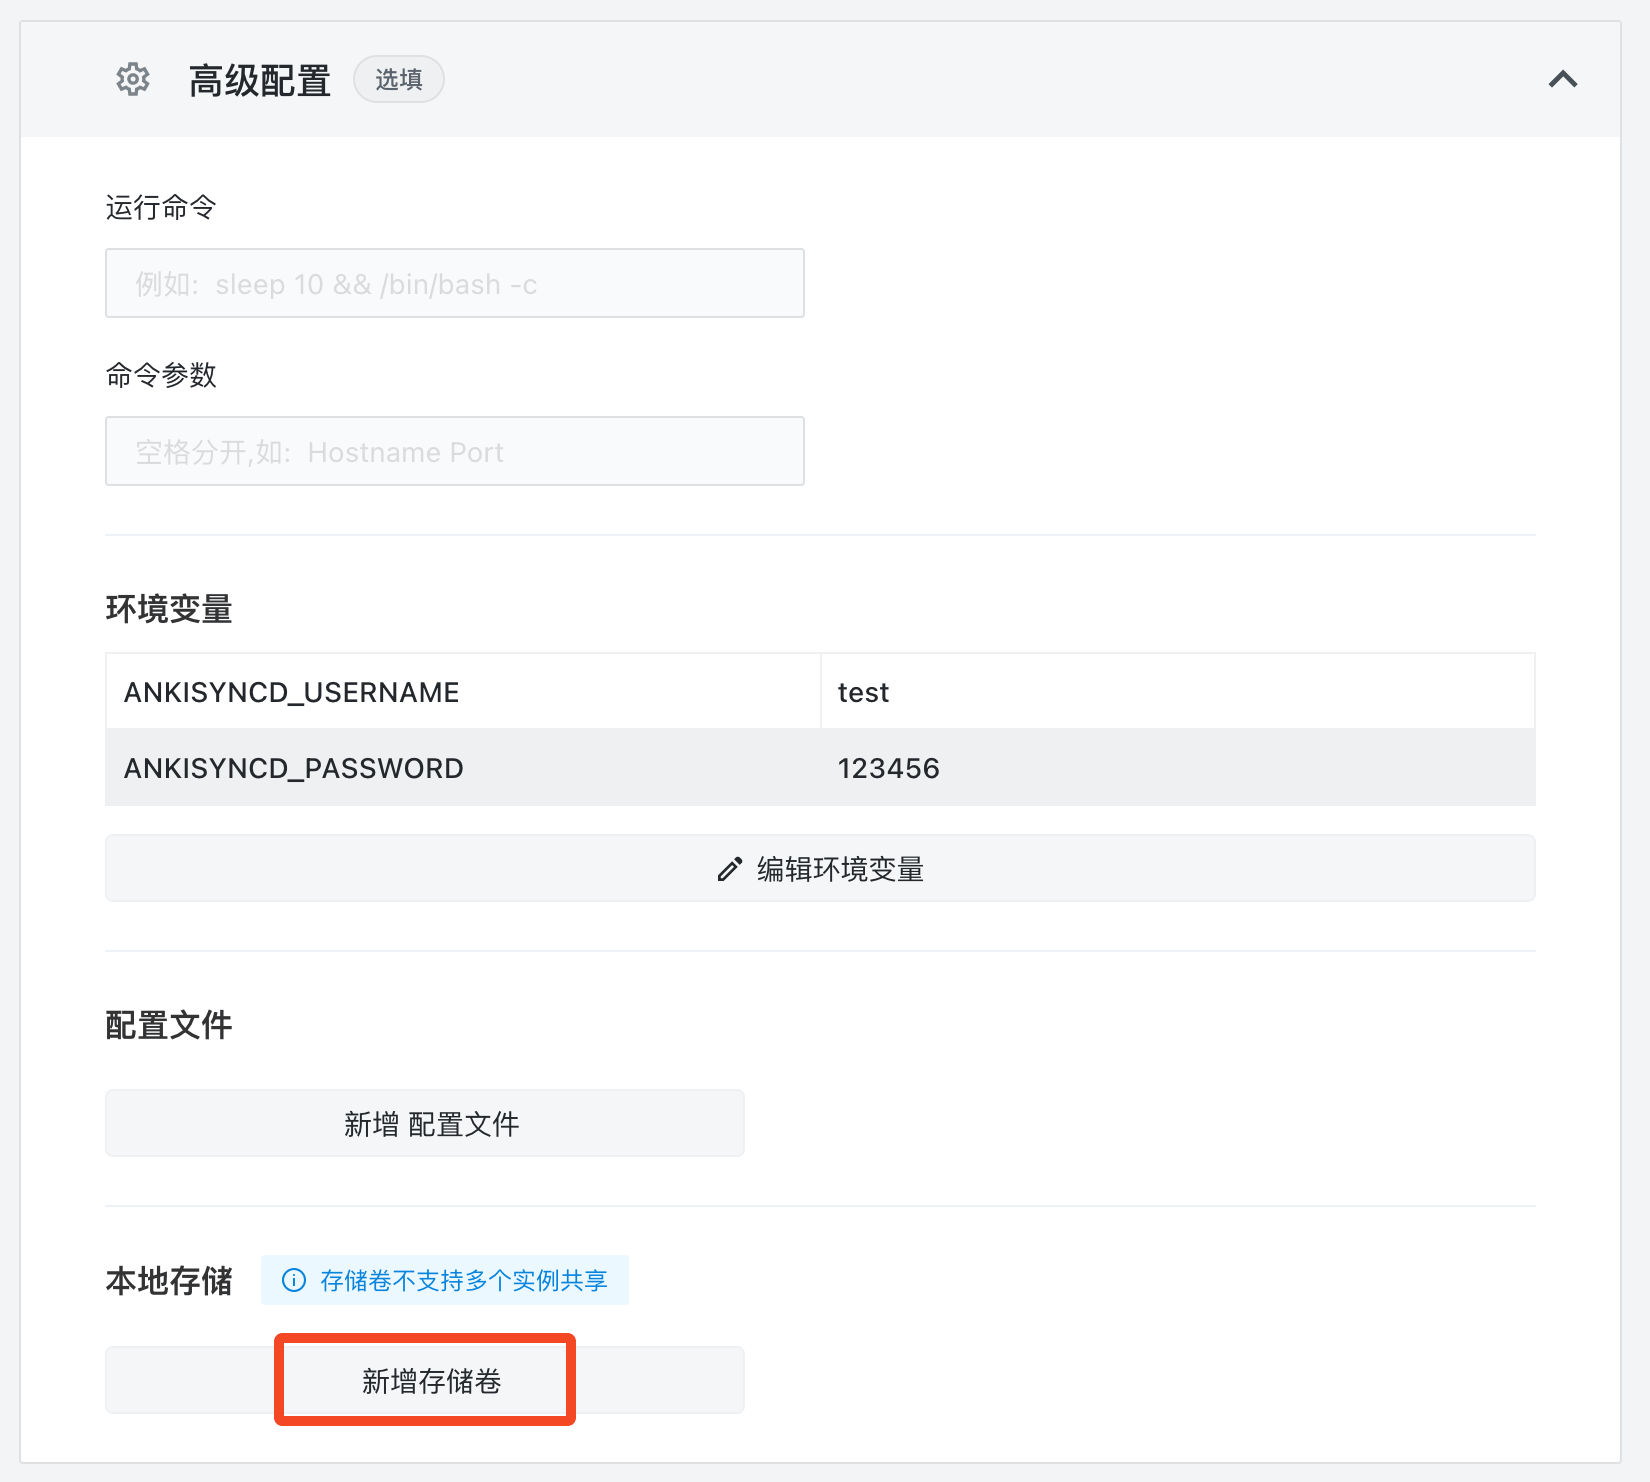 高级配置 选填
运行命令
例如: sleep 10 && /bin/bash -c
命令参数
空格分开,如: Hostname Port
环境变量
ANKISYNCD_USERNAME test
ANKISYNCD_PASSWORD 123456
编辑环境变量
配置文件
新增 配置文件
本地存储 存储卷不支持多个实例共享
新增存储卷